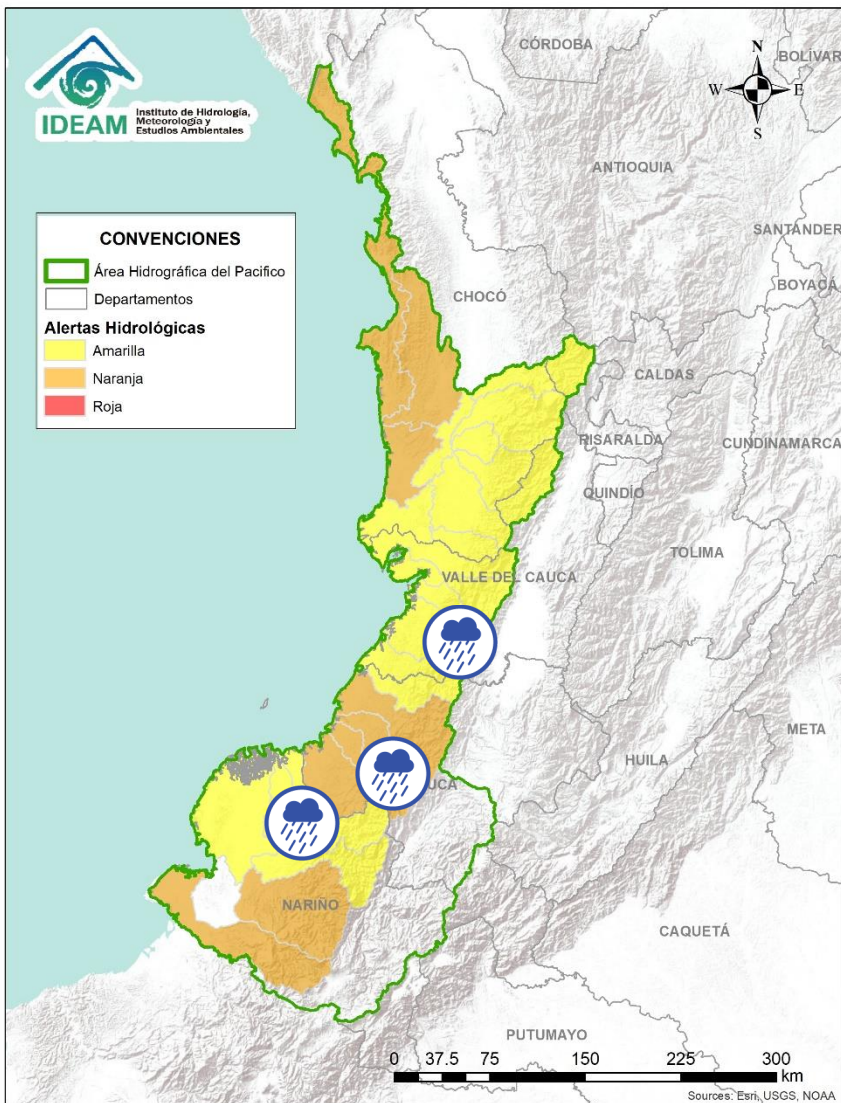 IDEAM
Instituto de Hidrología,
Meteorología y
Estudios Ambientales
CÓRDOBA
BOLÍVAR
N
W
E
S
ANTIOQUIA
SANTANDER
BOYACÁ
CONVENCIONES
Área Hidrográfica del Pacifico
Departamentos
Alertas Hidrológicas
Amarilla
Naranja
Roja
CHOCÓ
CALDAS
RISARALDA
CUNDINAMARCA
QUINDÍO
TOLIMA
VALLE DEL CAUCA
META
HUILA
UCA
NARIÑO
CAQUETÁ
PUTUMAYO
0 37.5 75 150 225 300
km
Sources: Esri, USGS, NOAA